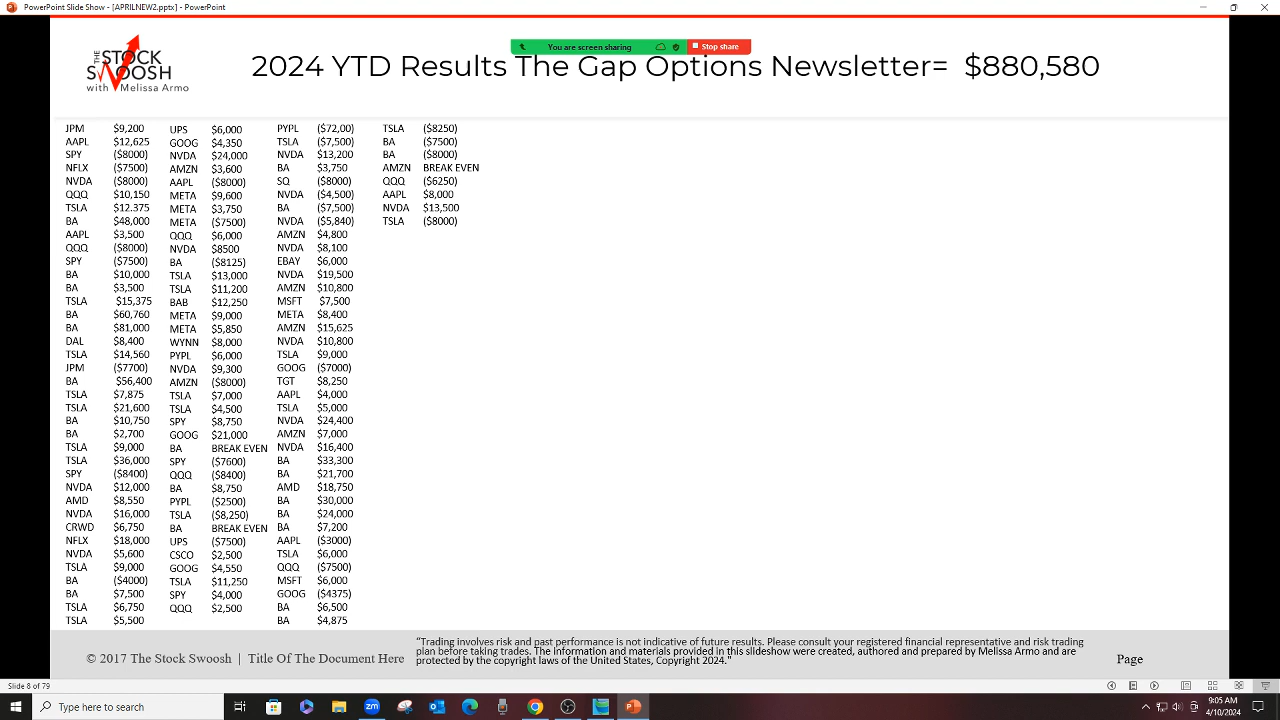 PowerPoint Slide Show - [APRILNEW2.pptx] - PowerPoint
THE
STOCK
SWOOSH
with Melissa Armo
You are screen sharing
Stop share
2024 YTD Results The Gap Options Newsletter= $880,580
JPM $9,200
AAPL $12,625
SPY ($8000)
NFLX ($7500)
NVDA ($8000)
QQQ $10,150
TSLA $12.375
BA $48,000
AAPL $3,500
QQQ ($8000)
SPY ($7500)
BA $10,000
BA $3,500
TSLA $15,375
BA $60,760
BA $81,000
DAL $8,400
TSLA $14,560
JPM ($7700)
BA $56,400
TSLA $7,875
TSLA $21,600
BA $10,750
BA $2,700
TSLA $9,000
TSLA $36,000
SPY ($8400)
NVDA $12,000
AMD $8,550
NVDA $16,000
CRWD $6,750
NFLX $18,000
NVDA $5,600
TSLA $9,000
BA ($4000)
BA $7,500
TSLA $6,750
TSLA $5,500
UPS $6,000
GOOG $4,350
NVDA $24,000
AMZN $3,600
AAPL ($8000)
META $9,600
META $3,750
META ($7500)
QQQ $6,000
NVDA $8500
BA ($8125)
TSLA $13,000
TSLA $11,200
BAB $12,250
META $9,000
META $5,850
WYNN $8,000
PYPL $6,000
NVDA $9,300
AMZN ($8000)
TSLA $7,000
TSLA $4,500
SPY $8,750
GOOG $21,000
BA BREAK EVEN
SPY ($7600)
QQQ ($8400)
BA $8,750
PYPL ($2500)
TSLA ($8,250)
BA BREAK EVEN
UPS ($7500)
CSCO $2,500
GOOG $4,550
TSLA $11,250
SPY $4,000
QQQ $2,500
PYPL ($72,00)
TSLA ($7,500)
NVDA $13,200
BA $3,750
SQ ($8000)
NVDA ($4,500)
BA ($7,500)
NVDA ($5,840)
AMZN $4,800
NVDA $8,100
EBAY $6,000
NVDA $19,500
AMZN $10,800
MSFT $7,500
META $8,400
AMZN $15,625
NVDA $10,800
TSLA $9,000
GOOG ($7000)
TGT $8,250
AAPL $4,000
TSLA $5,000
NVDA $24,400
AMZN $7,000
NVDA $16,400
BA $33,300
BA $21,700
AMD $18,750
BA $30,000
BA $24,000
BA $7,200
AAPL ($3000)
TSLA $6,000
QQQ ($7500)
MSFT $6,000
GOOG ($4375)
BA $6,500
BA $4,875
TSLA ($8250)
BA ($7500)
BA ($8000)
AMZN BREAK EVEN
QQQ ($6250)
AAPL $8,000
NVDA $13,500
TSLA ($8000)
© 2017 The Stock Swoosh | Title Of The Document Here
"Trading involves risk and past performance is not indicative of future results. Please consult your registered financial representative and risk trading
plan before taking trades. The information and materials provided in this slideshow were created, authored and prepared by Melissa Armo and are
protected by the copyright laws of the United States, Copyright 2024."
Page
Slide 8 of 79
Type here to search
9:05 AM
4/10/2024